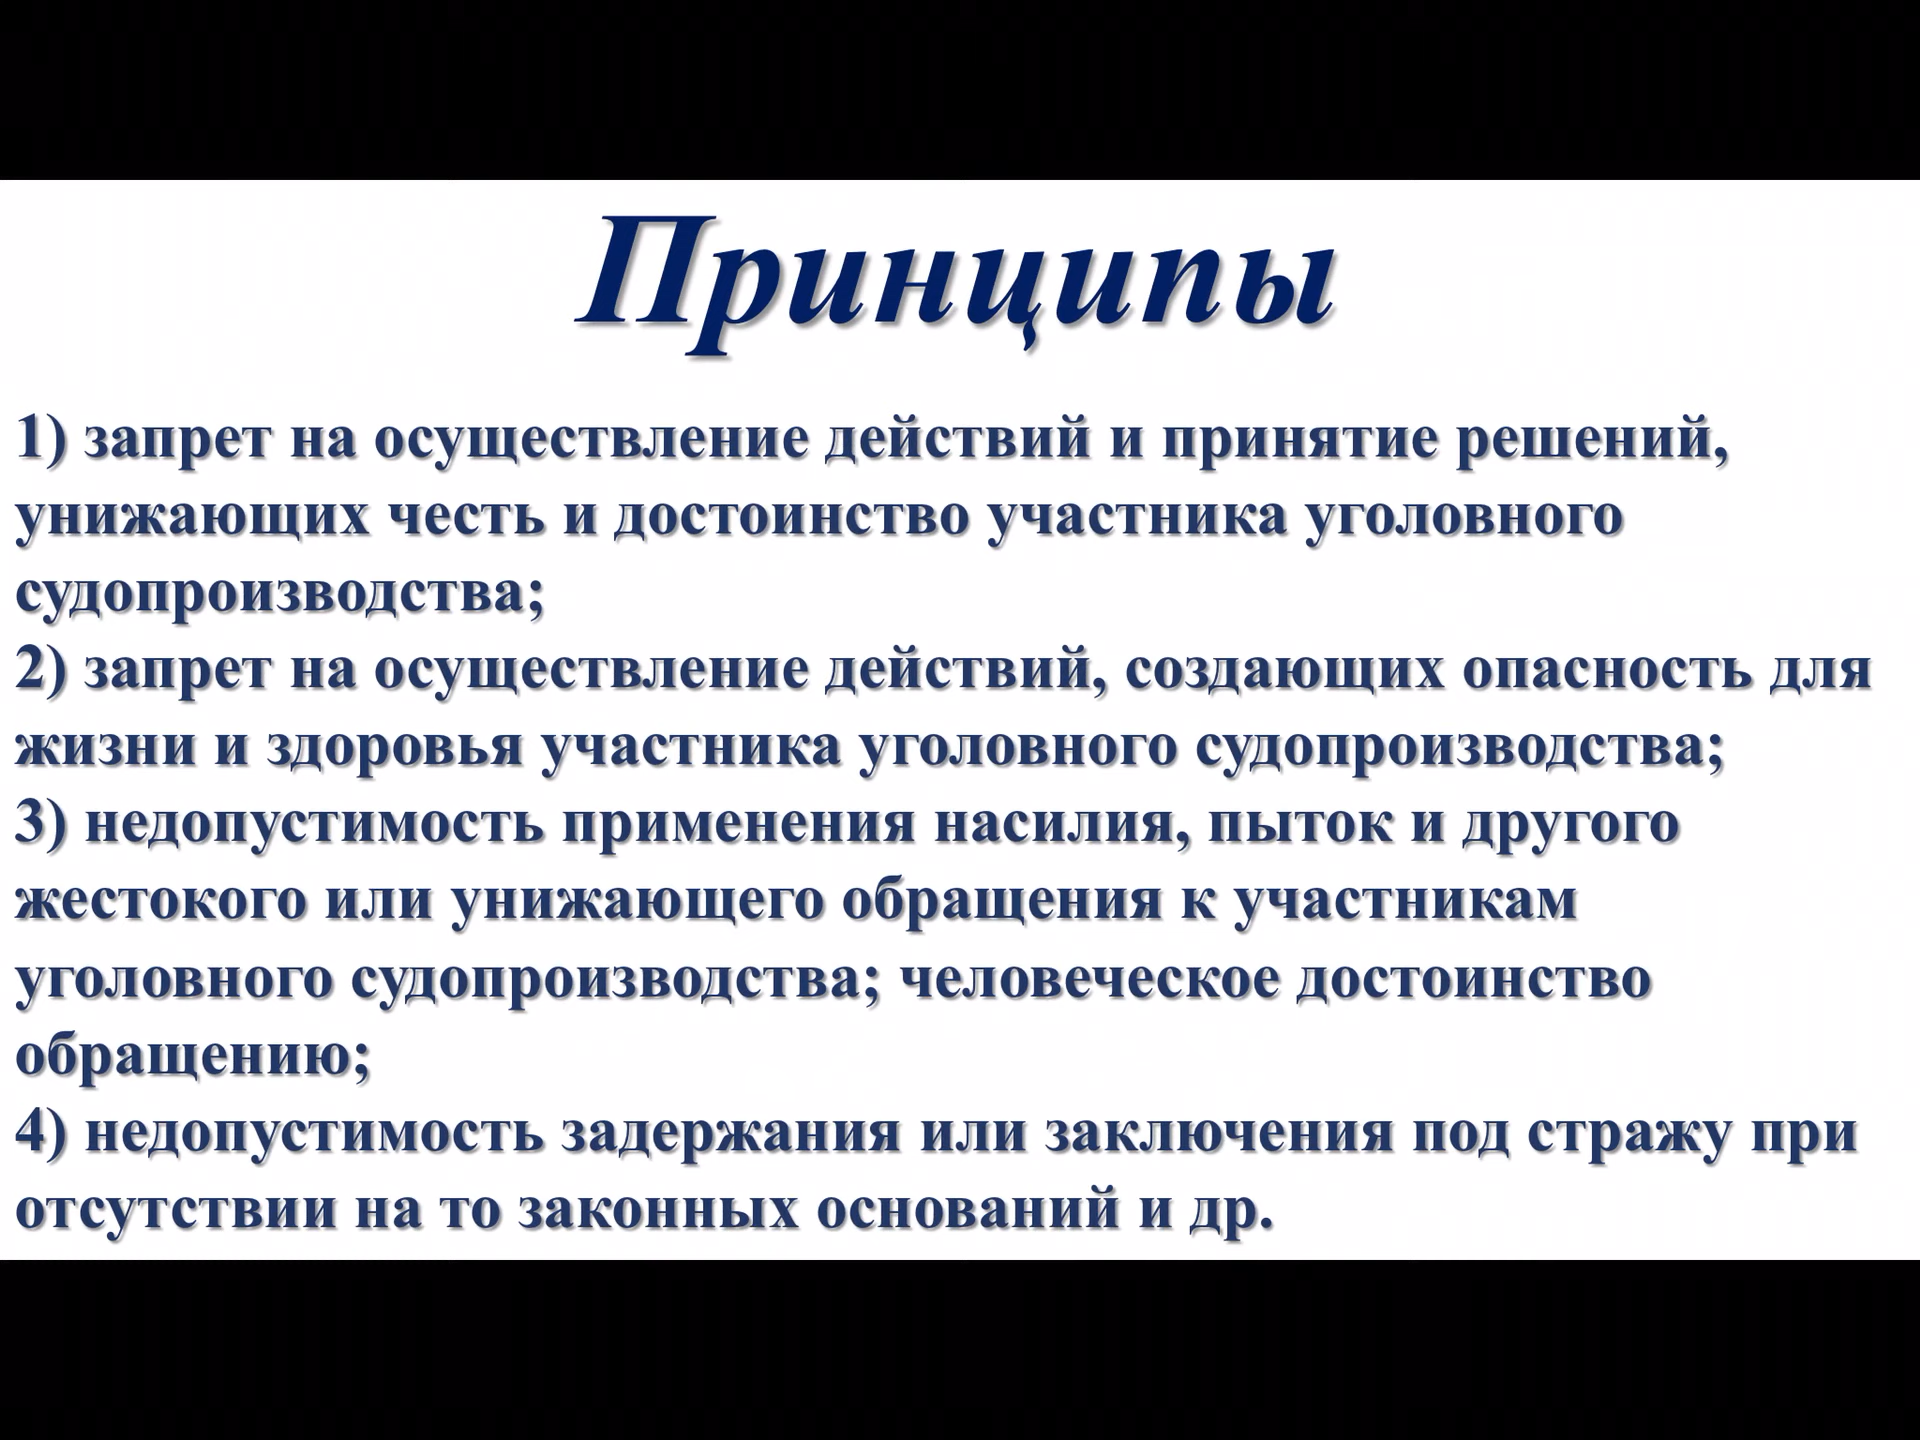 Принципы
1) запрет на осуществление действий и принятие решений,
унижающих честь и достоинство участника уголовного
судопроизводства;
2) запрет на осуществление действий, создающих опасность для
жизни и здоровья участника уголовного судопроизводства;
3) недопустимость применения насилия, пыток и другого
жестокого или унижающего обращения к участникам
уголовного судопроизводства; человеческое достоинство
обращению;
4) недопустимость задержания или заключения под стражу при
отсутствии на то законных оснований и др.